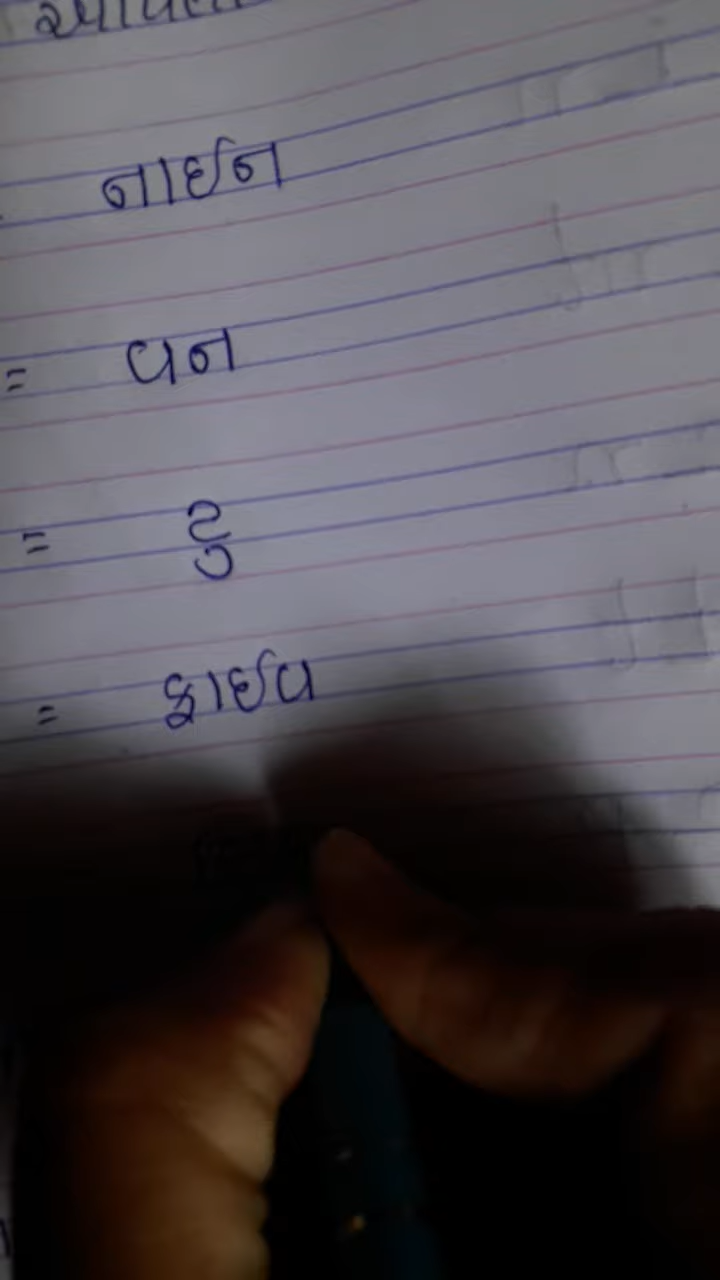 નાઈન
= વન
= ટુ
= ફાઈવ